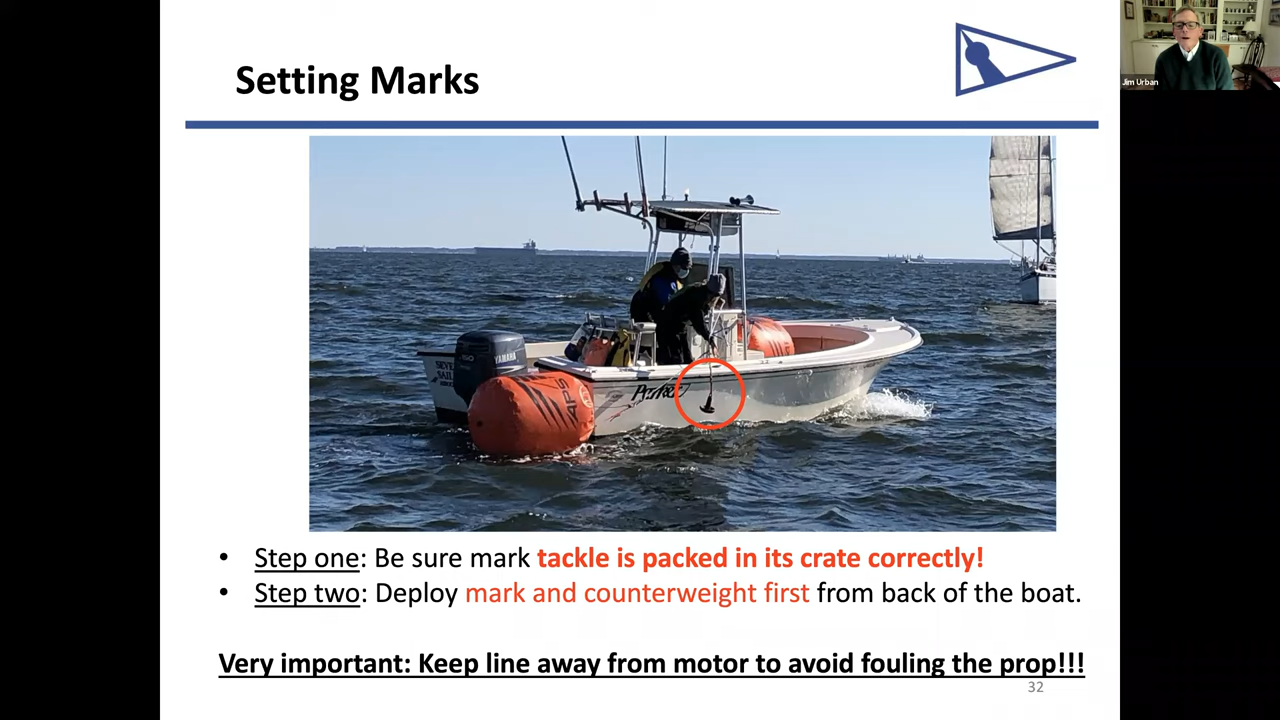 Setting Marks
Jim Urban
YAMAHA
APS
• Step one: Be sure mark tackle is packed in its crate correctly!
• Step two: Deploy mark and counterweight first from back of the boat.
Very important: Keep line away from motor to avoid fouling the prop!!!
32